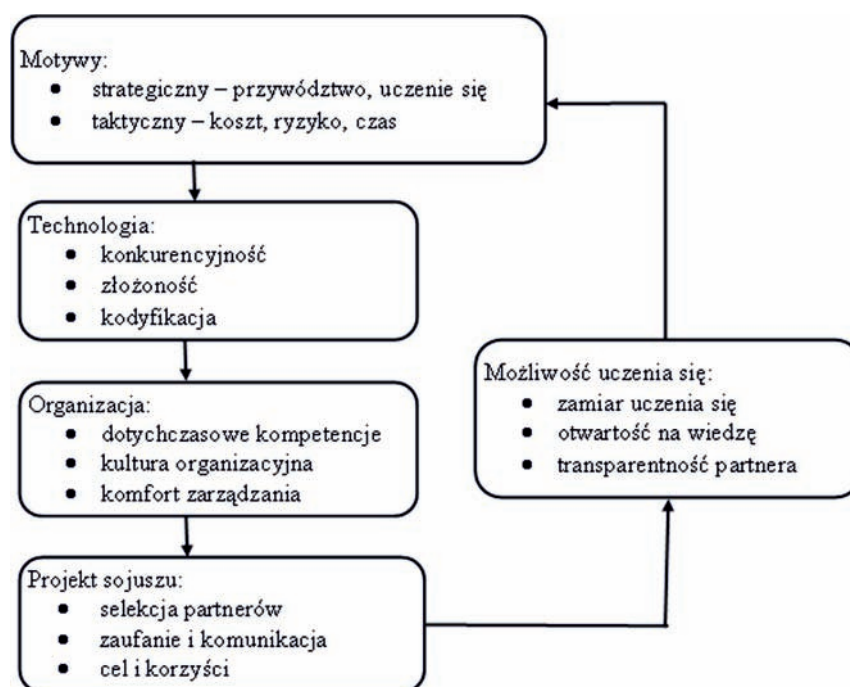 Motywy:
• strategiczny – przywództwo, uczenie się
• taktyczny – koszt, ryzyko, czas
Technologia:
• konkurencyjność
• złożoność
• kodyfikacja
Organizacja:
• dotychczasowe kompetencje
• kultura organizacyjna
• komfort zarządzania
Projekt sojuszu:
• selekcja partnerów
• zaufanie i komunikacja
• cel i korzyści
Możliwość uczenia się:
• zamiar uczenia się
• otwartość na wiedzę
• transparentność partnera